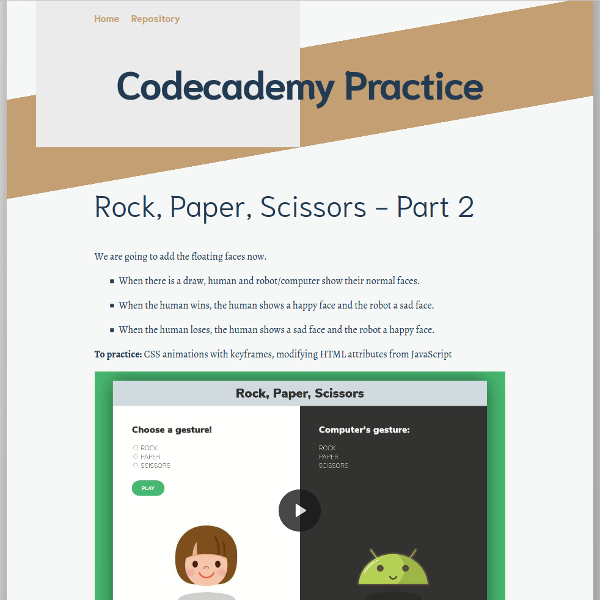 Home Repository
Codecademy Practice
Rock, Paper, Scissors – Part 2
We are going to add the floating faces now.
When there is a draw, human and robot/computer show their normal faces.
When the human wins, the human shows a happy face and the robot a sad face.
When the human loses, the human shows a sad face and the robot a happy face.
To practice: CSS animations with keyframes, modifying HTML attributes from JavaScript
Rock, Paper, Scissors
Choose a gesture!
ROCK
PAPER
SCISSORS
PLAY
Computer's gesture:
ROCK
PAPER
SCISSORS